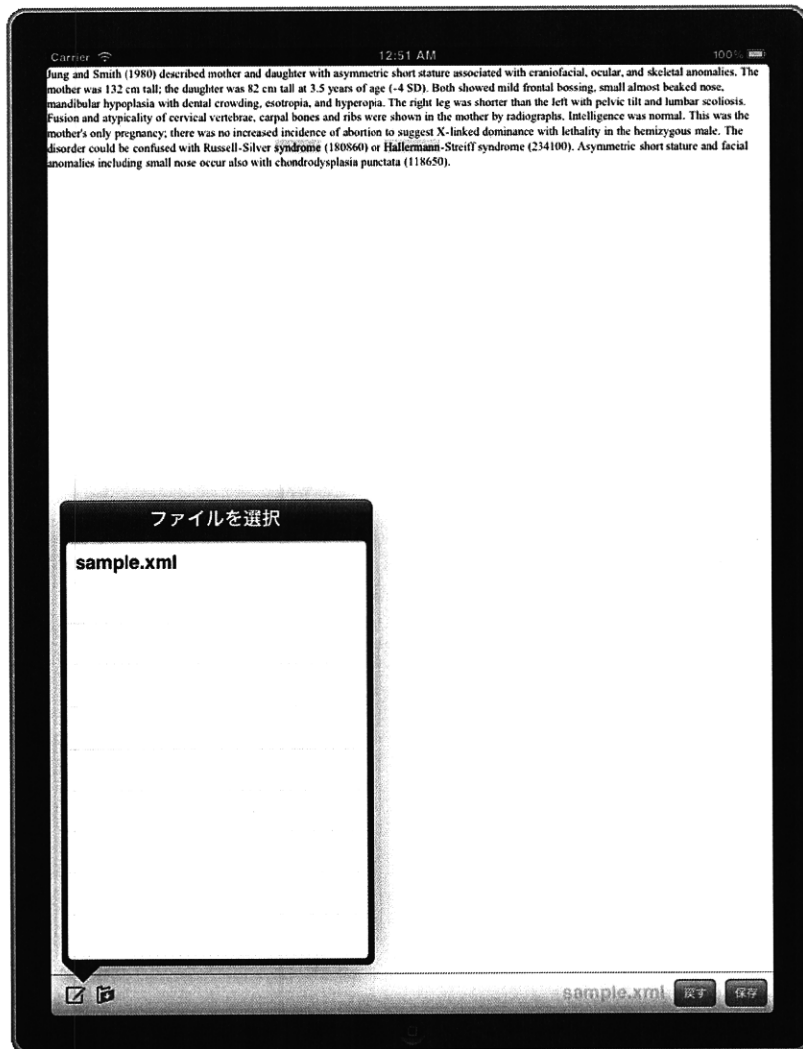 Carrier
12:51 AM
100%
Jung and Smith (1980) described mother and daughter with asymmetric short stature associated with craniofacial, ocular, and skeletal anomalies. The
mother was 132 cm tall; the daughter was 82 cm tall at 3.5 years of age (-4 SD). Both showed mild frontal bossing, small almost beaked nose,
mandibular hypoplasia with dental crowding, esotropia, and hyperopia. The right leg was shorter than the left with pelvic tilt and lumbar scoliosis.
Fusion and atypicality of cervical vertebrae, carpal bones and ribs were shown in the mother by radiographs. Intelligence was normal. This was the
mother's only pregnancy; there was no increased incidence of abortion to suggest X-linked dominance with lethality in the hemizygous male. The
disorder could be confused with Russell-Silver syndrome (180860) or Hallermann-Streiff syndrome (234100). Asymmetric short stature and facial
anomalies including small nose occur also with chondrodysplasia punctata (118650).
ファイルを選択
sample.xml
sample.xml
戻す
保存